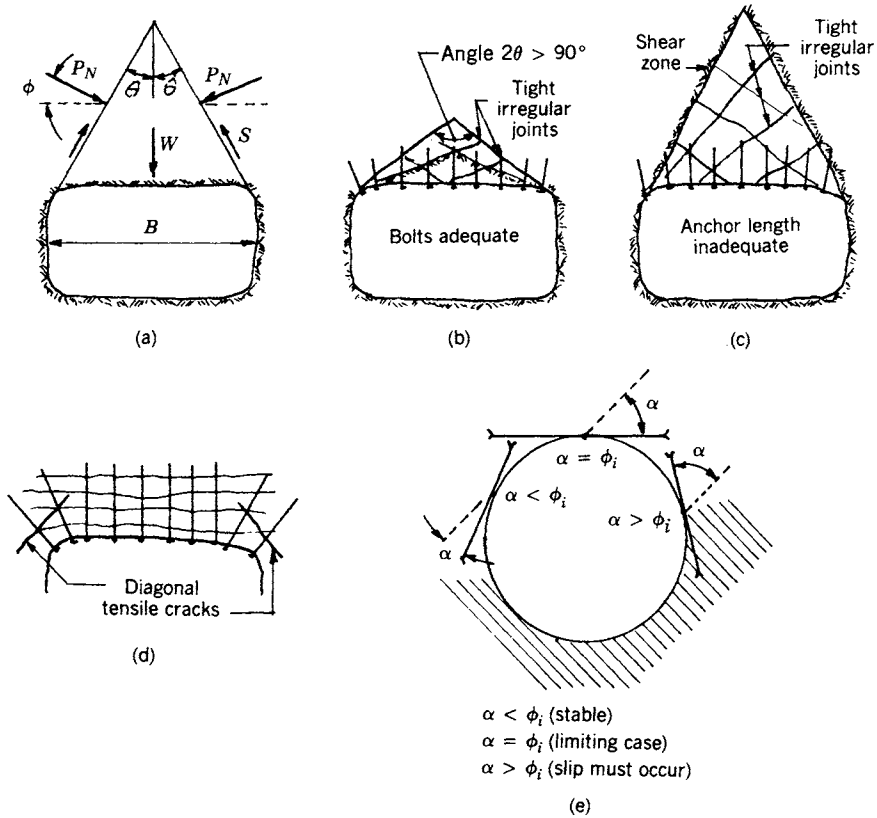 P_N
P_N
ϕ
θ
θ
W
S
B
(a)
Angle 2θ > 90°
Tight
irregular
joints
Bolts adequate
(b)
Shear
zone
Tight
irregular
joints
Anchor length
inadequate
(c)
Diagonal
tensile cracks
(d)
α
α = ϕ_i
α
α < ϕ_i
α > ϕ_i
α
α < ϕ_i (stable)
α = ϕ_i (limiting case)
α > ϕ_i (slip must occur)
(e)